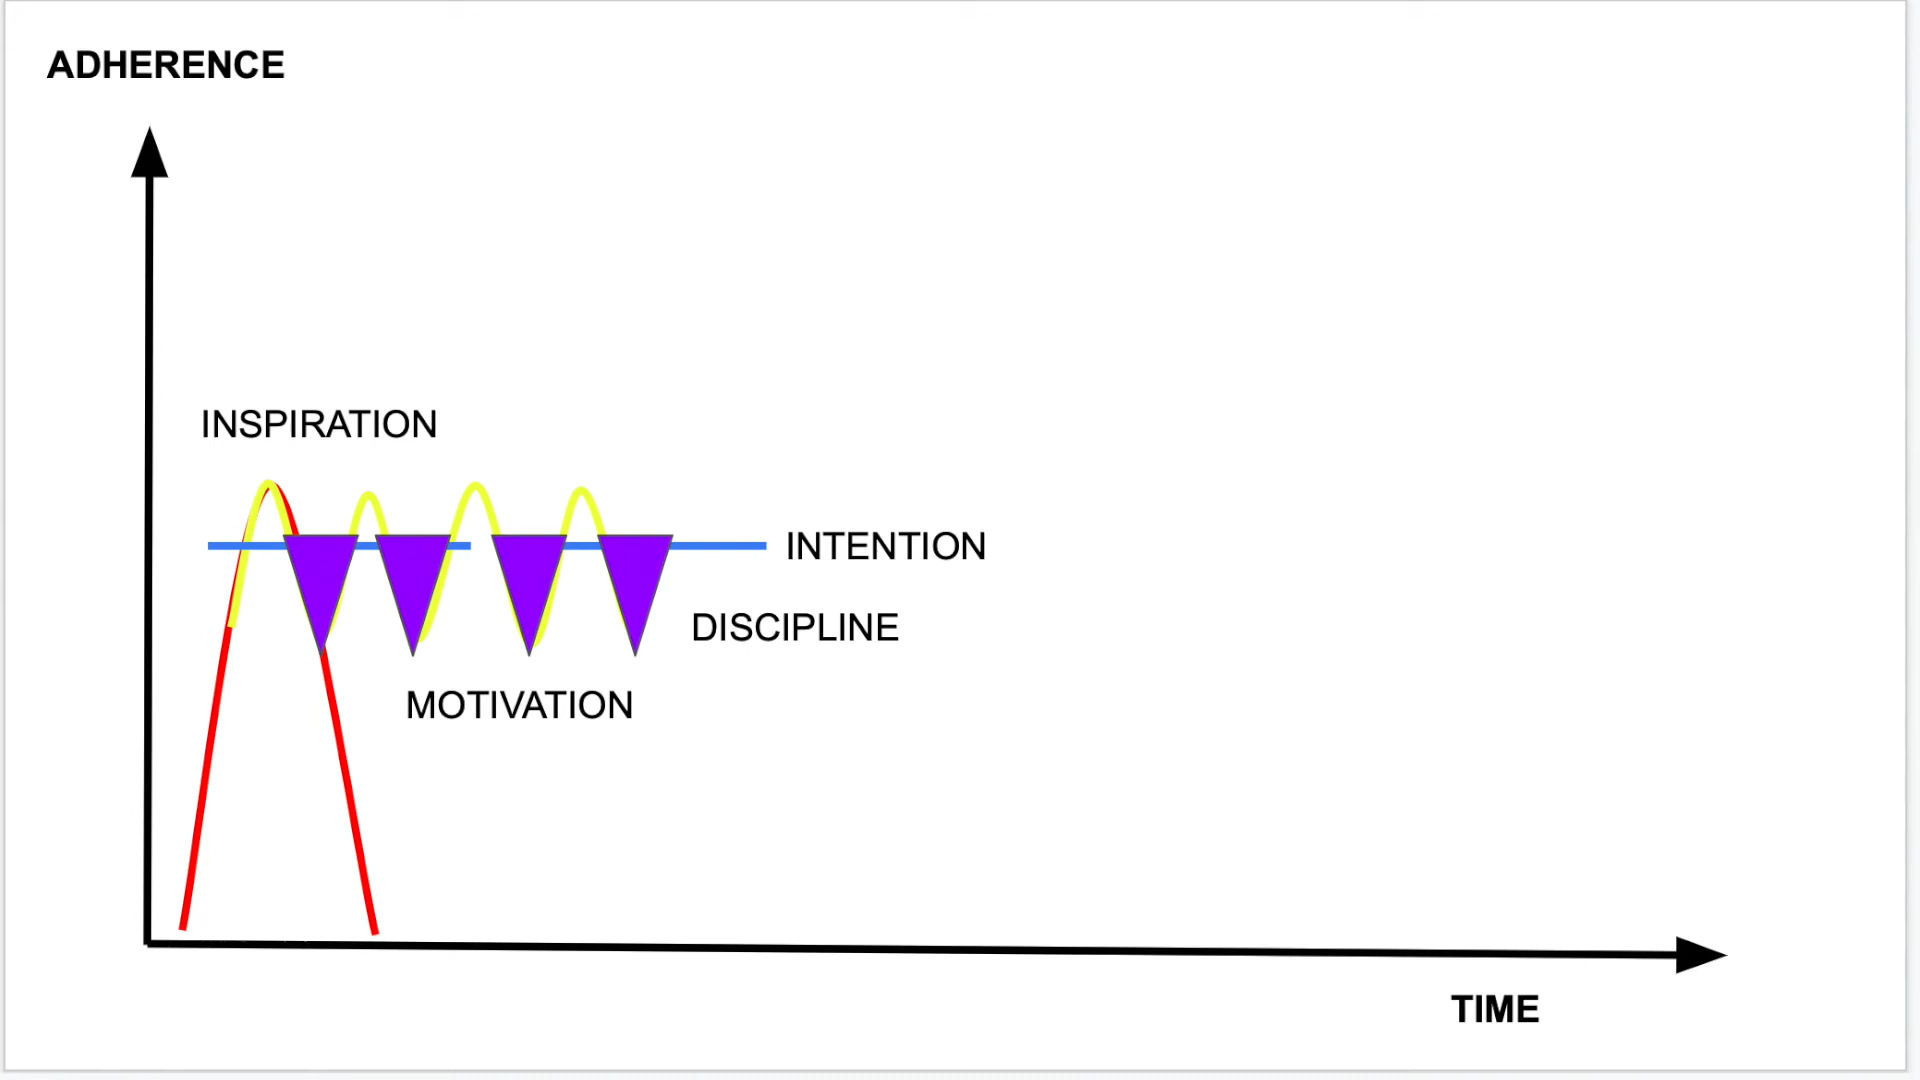 ADHERENCE
INSPIRATION
INTENTION
DISCIPLINE
MOTIVATION
TIME